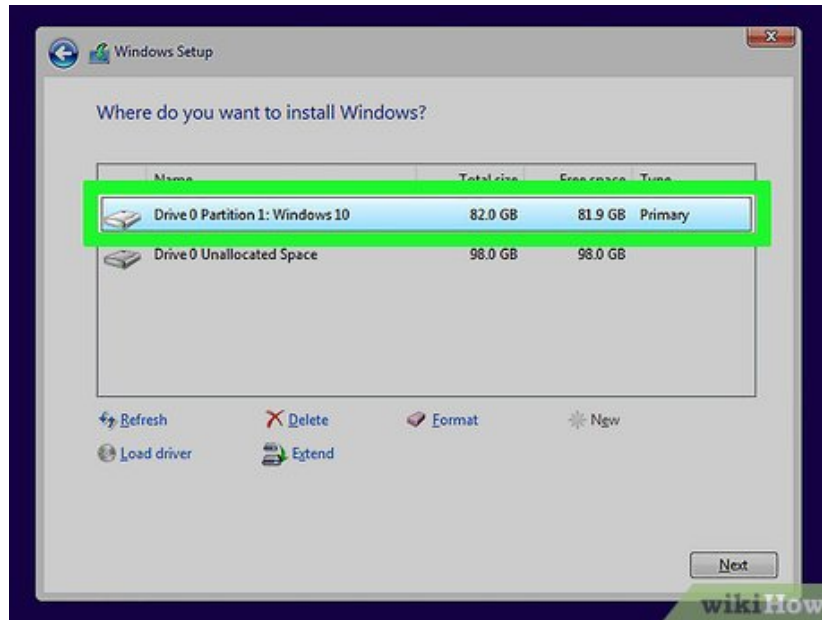 Windows Setup
Where do you want to install Windows?
Name Total size Free space Type
Drive 0 Partition 1: Windows 10 82.0 GB 81.9 GB Primary
Drive 0 Unallocated Space 98.0 GB 98.0 GB
Refresh Delete Format New
Load driver Extend
Next
wikiHow